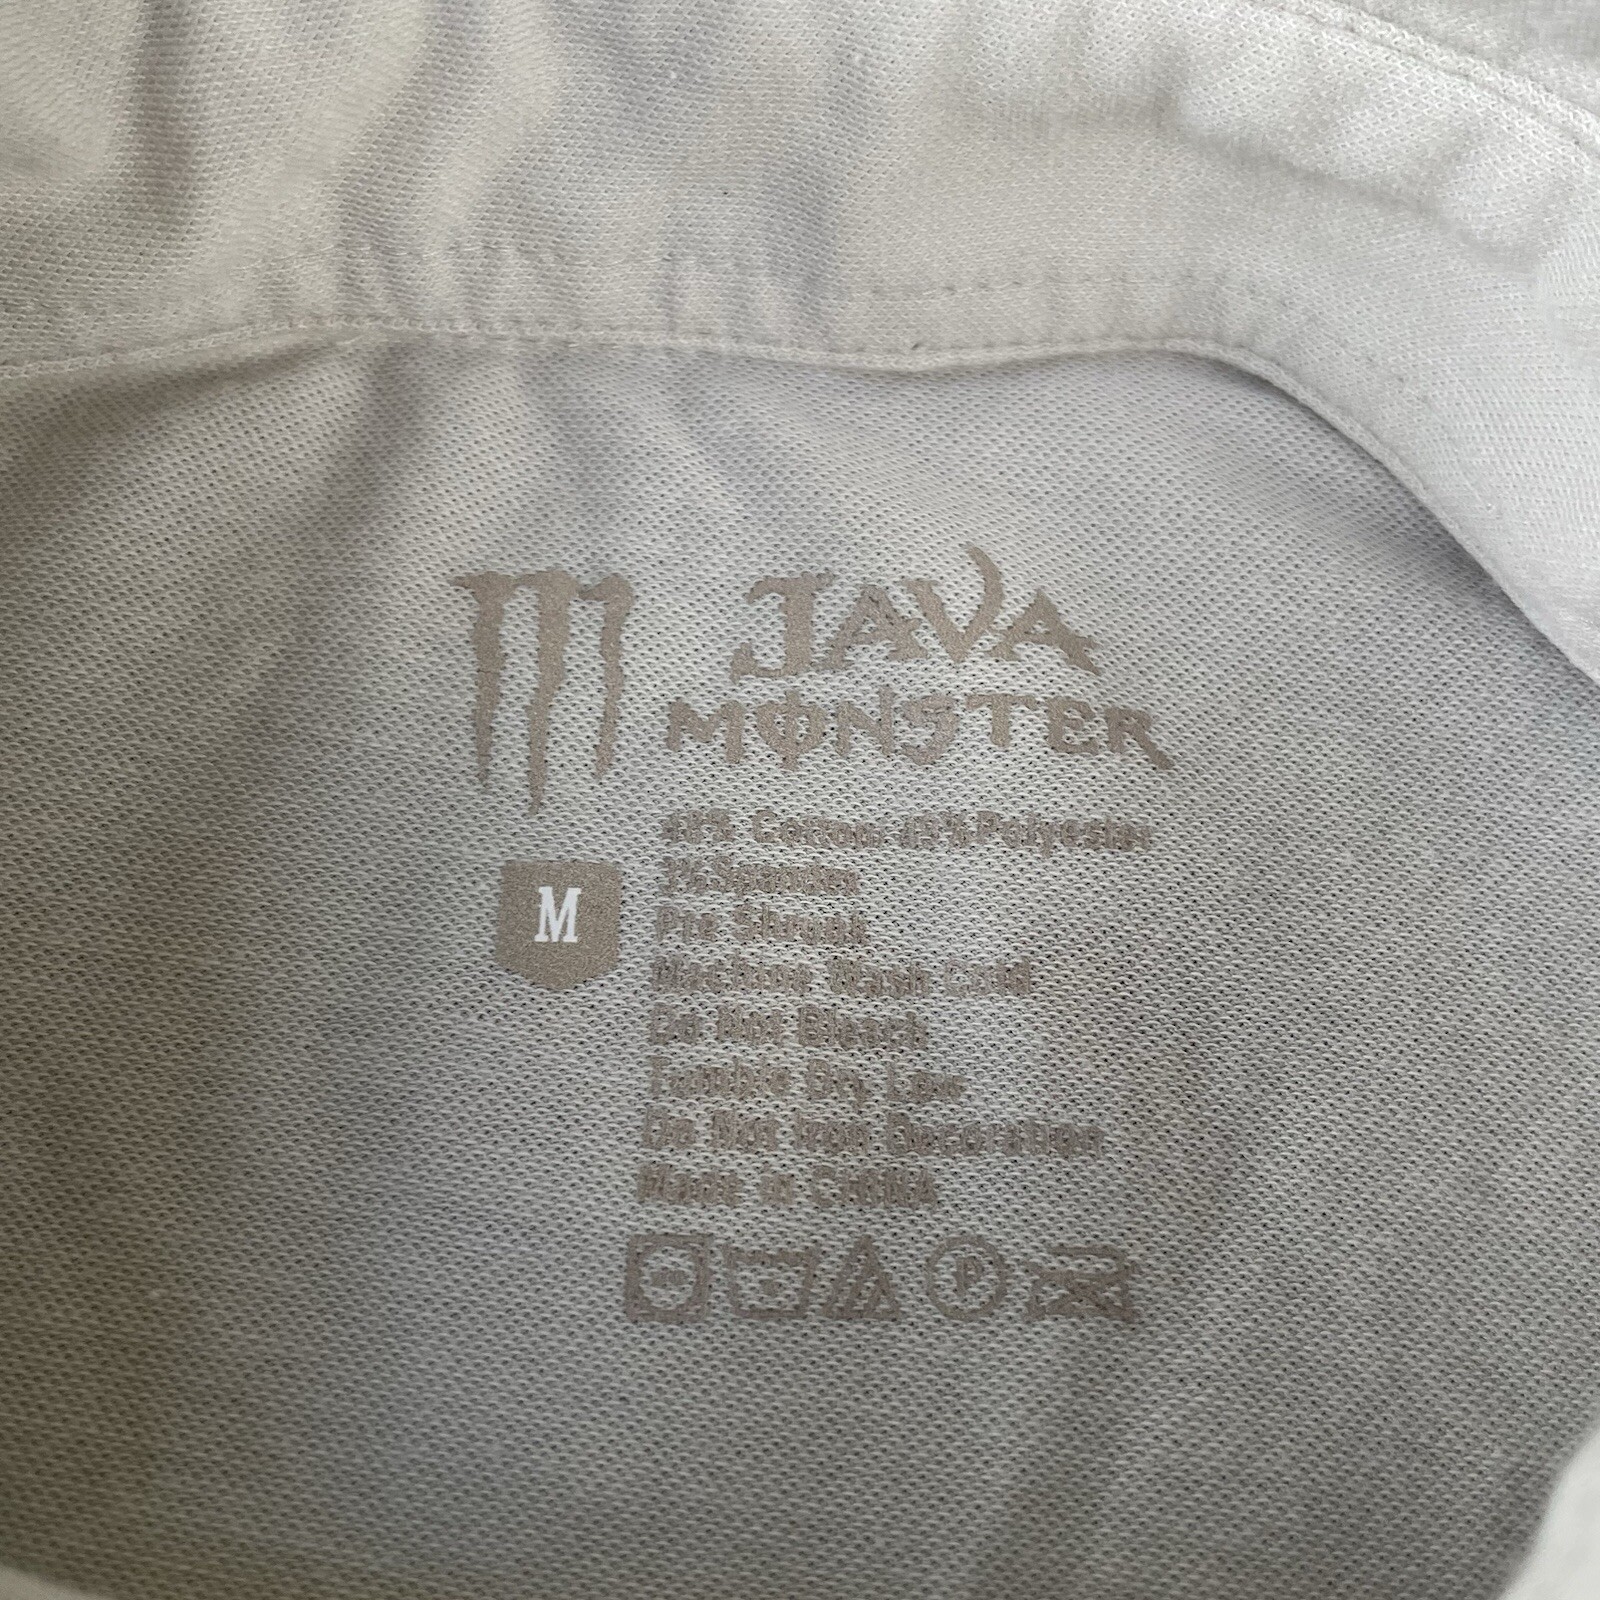 JAVA
MONSTER
Cotton Polyester
M
1% Spandex
Pre Shrunk
Machine Wash Cold
Do Not Bleach
Tumble Dry Low
Do Not Iron Decoration
Made in CHINA
P